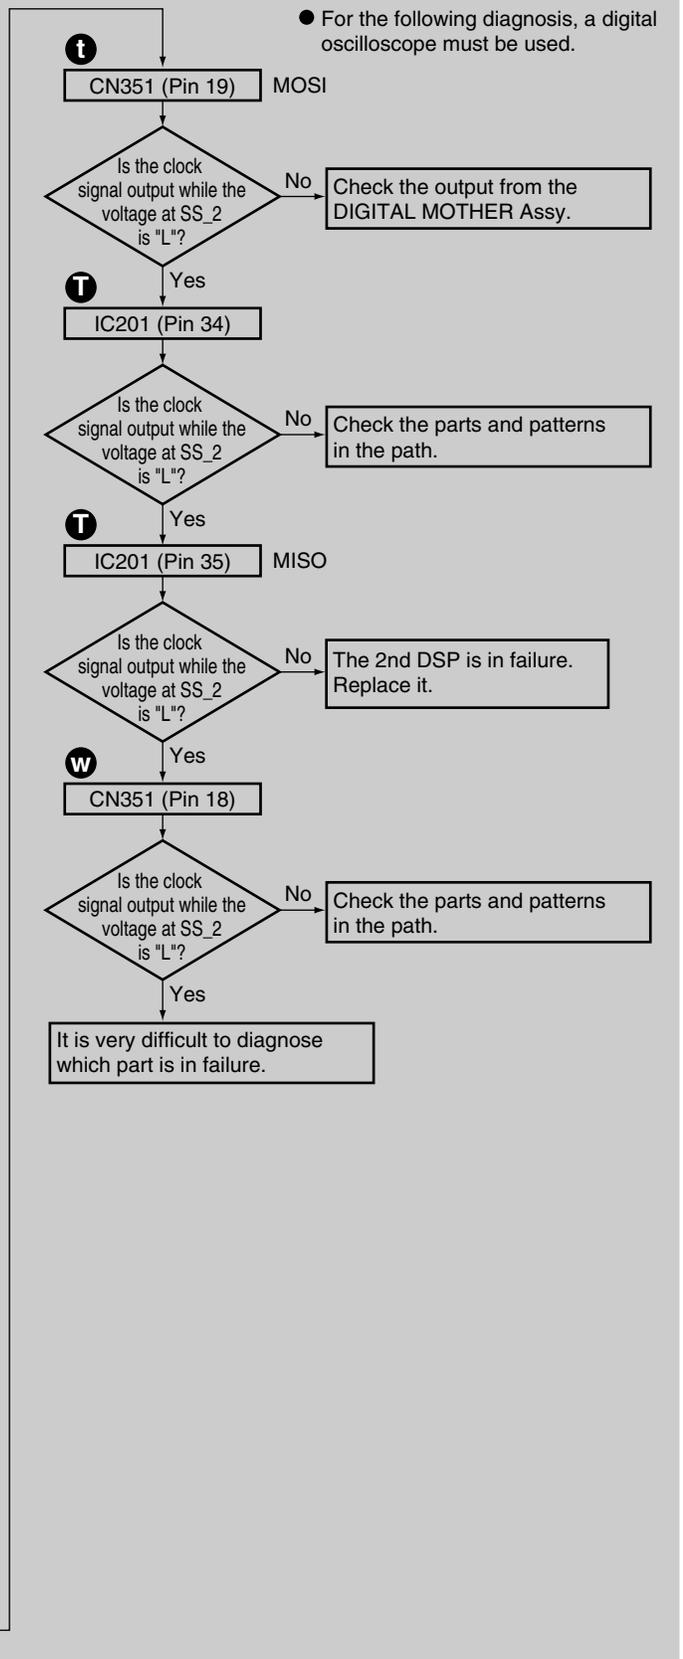 ● For the following diagnosis, a digital
oscilloscope must be used.
t
CN351 (Pin 19) MOSI
Is the clock
signal output while the
voltage at SS_2
is "L"?
No
Check the output from the
DIGITAL MOTHER Assy.
Yes
T
IC201 (Pin 34)
Is the clock
signal output while the
voltage at SS_2
is "L"?
No
Check the parts and patterns
in the path.
Yes
T
IC201 (Pin 35) MISO
Is the clock
signal output while the
voltage at SS_2
is "L"?
No
The 2nd DSP is in failure.
Replace it.
Yes
w
CN351 (Pin 18)
Is the clock
signal output while the
voltage at SS_2
is "L"?
No
Check the parts and patterns
in the path.
Yes
It is very difficult to diagnose
which part is in failure.